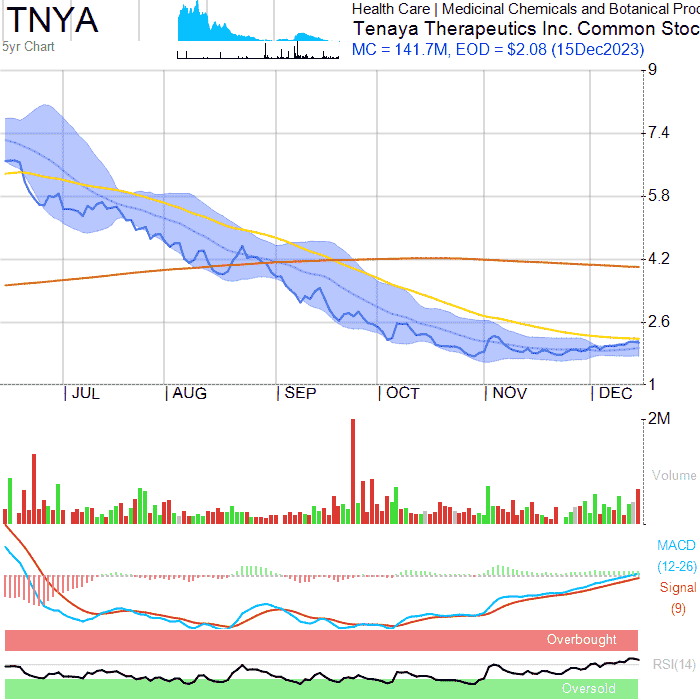 TNYA
5yr Chart
Health Care | Medicinal Chemicals and Botanical Proc
Tenaya Therapeutics Inc. Common Stoc
MC = 141.7M, EOD = $2.08 (15Dec2023)
9
7.4
5.8
4.2
2.6
1
JUL AUG SEP OCT NOV DEC
2M
Volume
MACD
(12-26)
Signal
(9)
Overbought
RSI(14)
Oversold